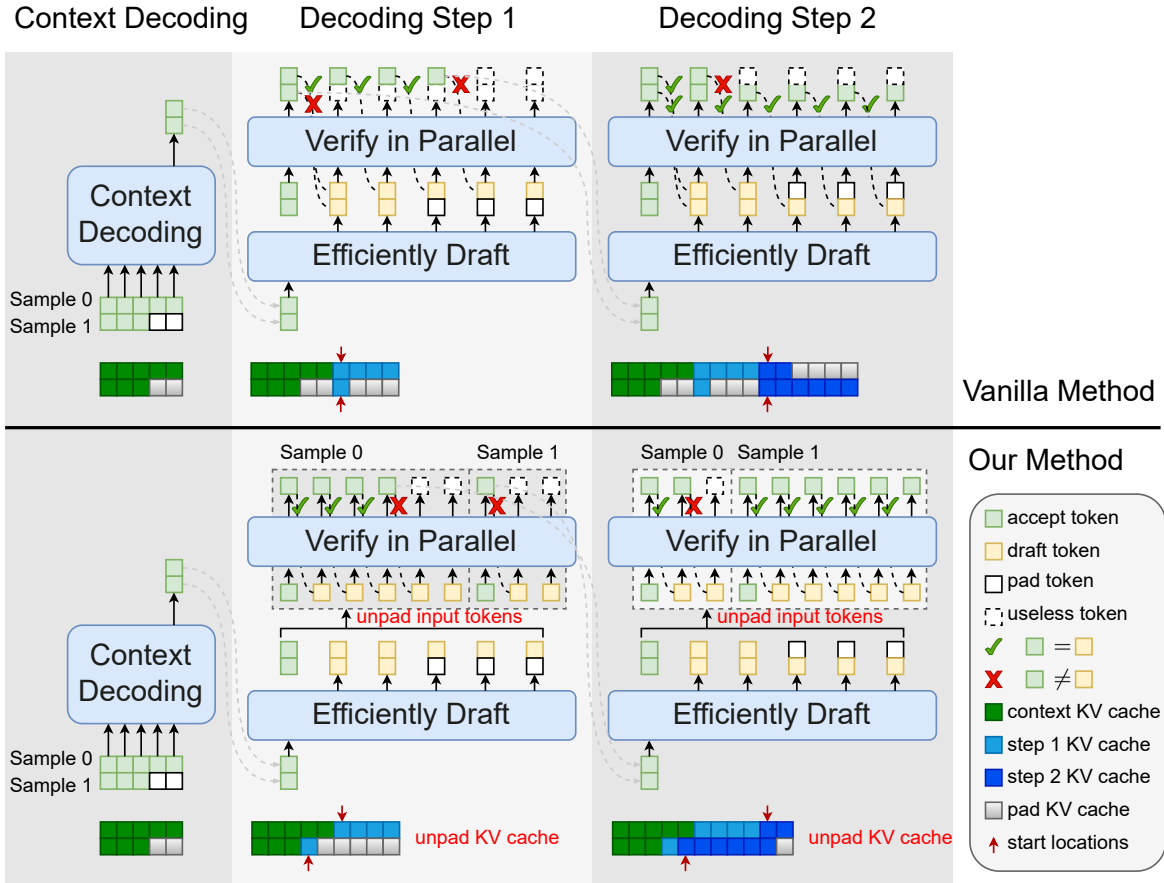 Context Decoding
Decoding Step 1
Decoding Step 2
Verify in Parallel
Verify in Parallel
Context
Decoding
Efficiently Draft
Efficiently Draft
Sample 0
Sample 1
Vanilla Method
Sample 0
Sample 1
Sample 0
Sample 1
Our Method
accept token
Verify in Parallel
Verify in Parallel
draft token
pad token
unpad input tokens
unpad input tokens
useless token
=
Context
Decoding
≠
Efficiently Draft
Efficiently Draft
context KV cache
step 1 KV cache
Sample 0
Sample 1
step 2 KV cache
pad KV cache
unpad KV cache
unpad KV cache
start locations